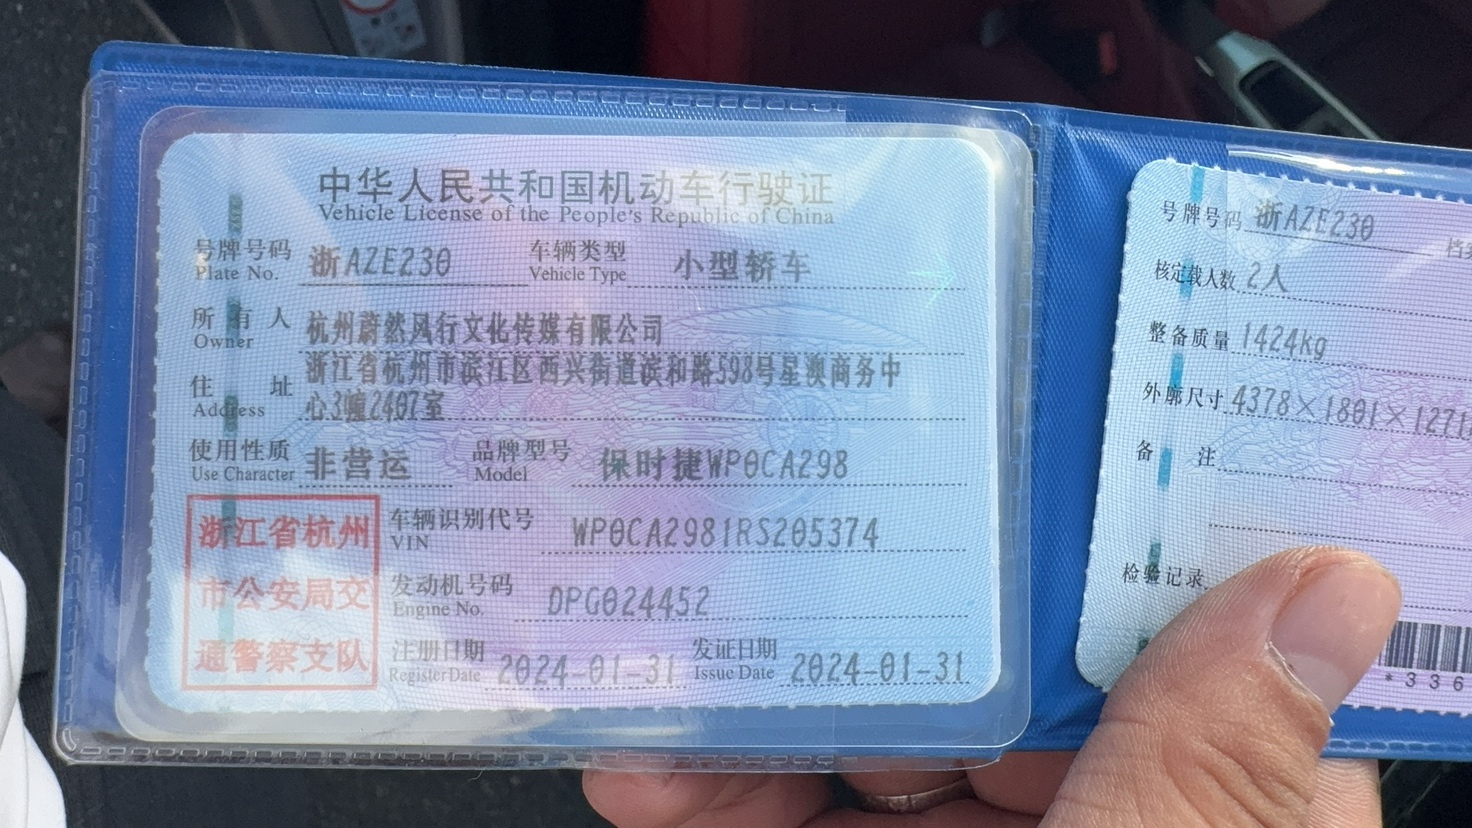 中华人民共和国机动车行驶证
Vehicle License of the People's Republic of China
号牌号码 浙AZE230 车辆类型 小型轿车
Plate No. Vehicle Type
所有人 杭州蔚然风行文化传媒有限公司
Owner
浙江省杭州市滨江区西兴街道滨和路598号星澳商务中
住址 心3幢2407室
Address
使用性质 非营运 品牌型号 保时捷WP0CA298
Use Character Model
浙江省杭州
市公安局交
通警察支队
车辆识别代号 WP0CA2981RS205374
VIN
发动机号码 DPG024452
Engine No.
注册日期 2024-01-31 发证日期 2024-01-31
Register Date Issue Date
号牌号码 浙AZE230 档案
核定载人数 2人
整备质量 1424kg
外廓尺寸 4378×1801×1271
备注
检验记录
*336